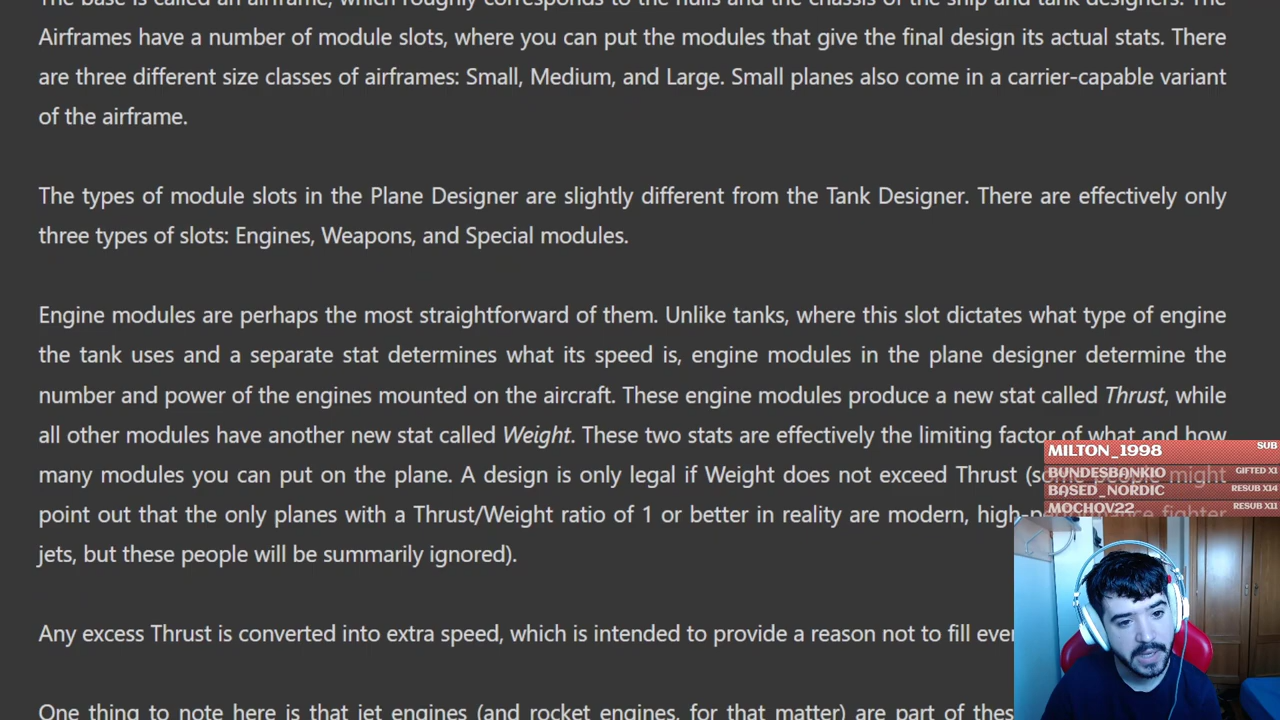 The base is called an airframe, which roughly corresponds to the hulls and the chassis of the ship and tank designers. The
Airframes have a number of module slots, where you can put the modules that give the final design its actual stats. There
are three different size classes of airframes: Small, Medium, and Large. Small planes also come in a carrier-capable variant
of the airframe.
The types of module slots in the Plane Designer are slightly different from the Tank Designer. There are effectively only
three types of slots: Engines, Weapons, and Special modules.
Engine modules are perhaps the most straightforward of them. Unlike tanks, where this slot dictates what type of engine
the tank uses and a separate stat determines what its speed is, engine modules in the plane designer determine the
number and power of the engines mounted on the aircraft. These engine modules produce a new stat called Thrust, while
all other modules have another new stat called Weight. These two stats are effectively the limiting factor of what and how
many modules you can put on the plane. A design is only legal if Weight does not exceed Thrust (some people might
point out that the only planes with a Thrust/Weight ratio of 1 or better in reality are modern, high-performance fighter
jets, but these people will be summarily ignored).
Any excess Thrust is converted into extra speed, which is intended to provide a reason not to fill
One thing to note here is that jet engines (and rocket engines, for that matter) are part of
MILTON_1998 SUB
BUNDESBANKIO GIFTED X1
BASED_NORDIC RESUB X14
MOCHOV22 RESUB X11